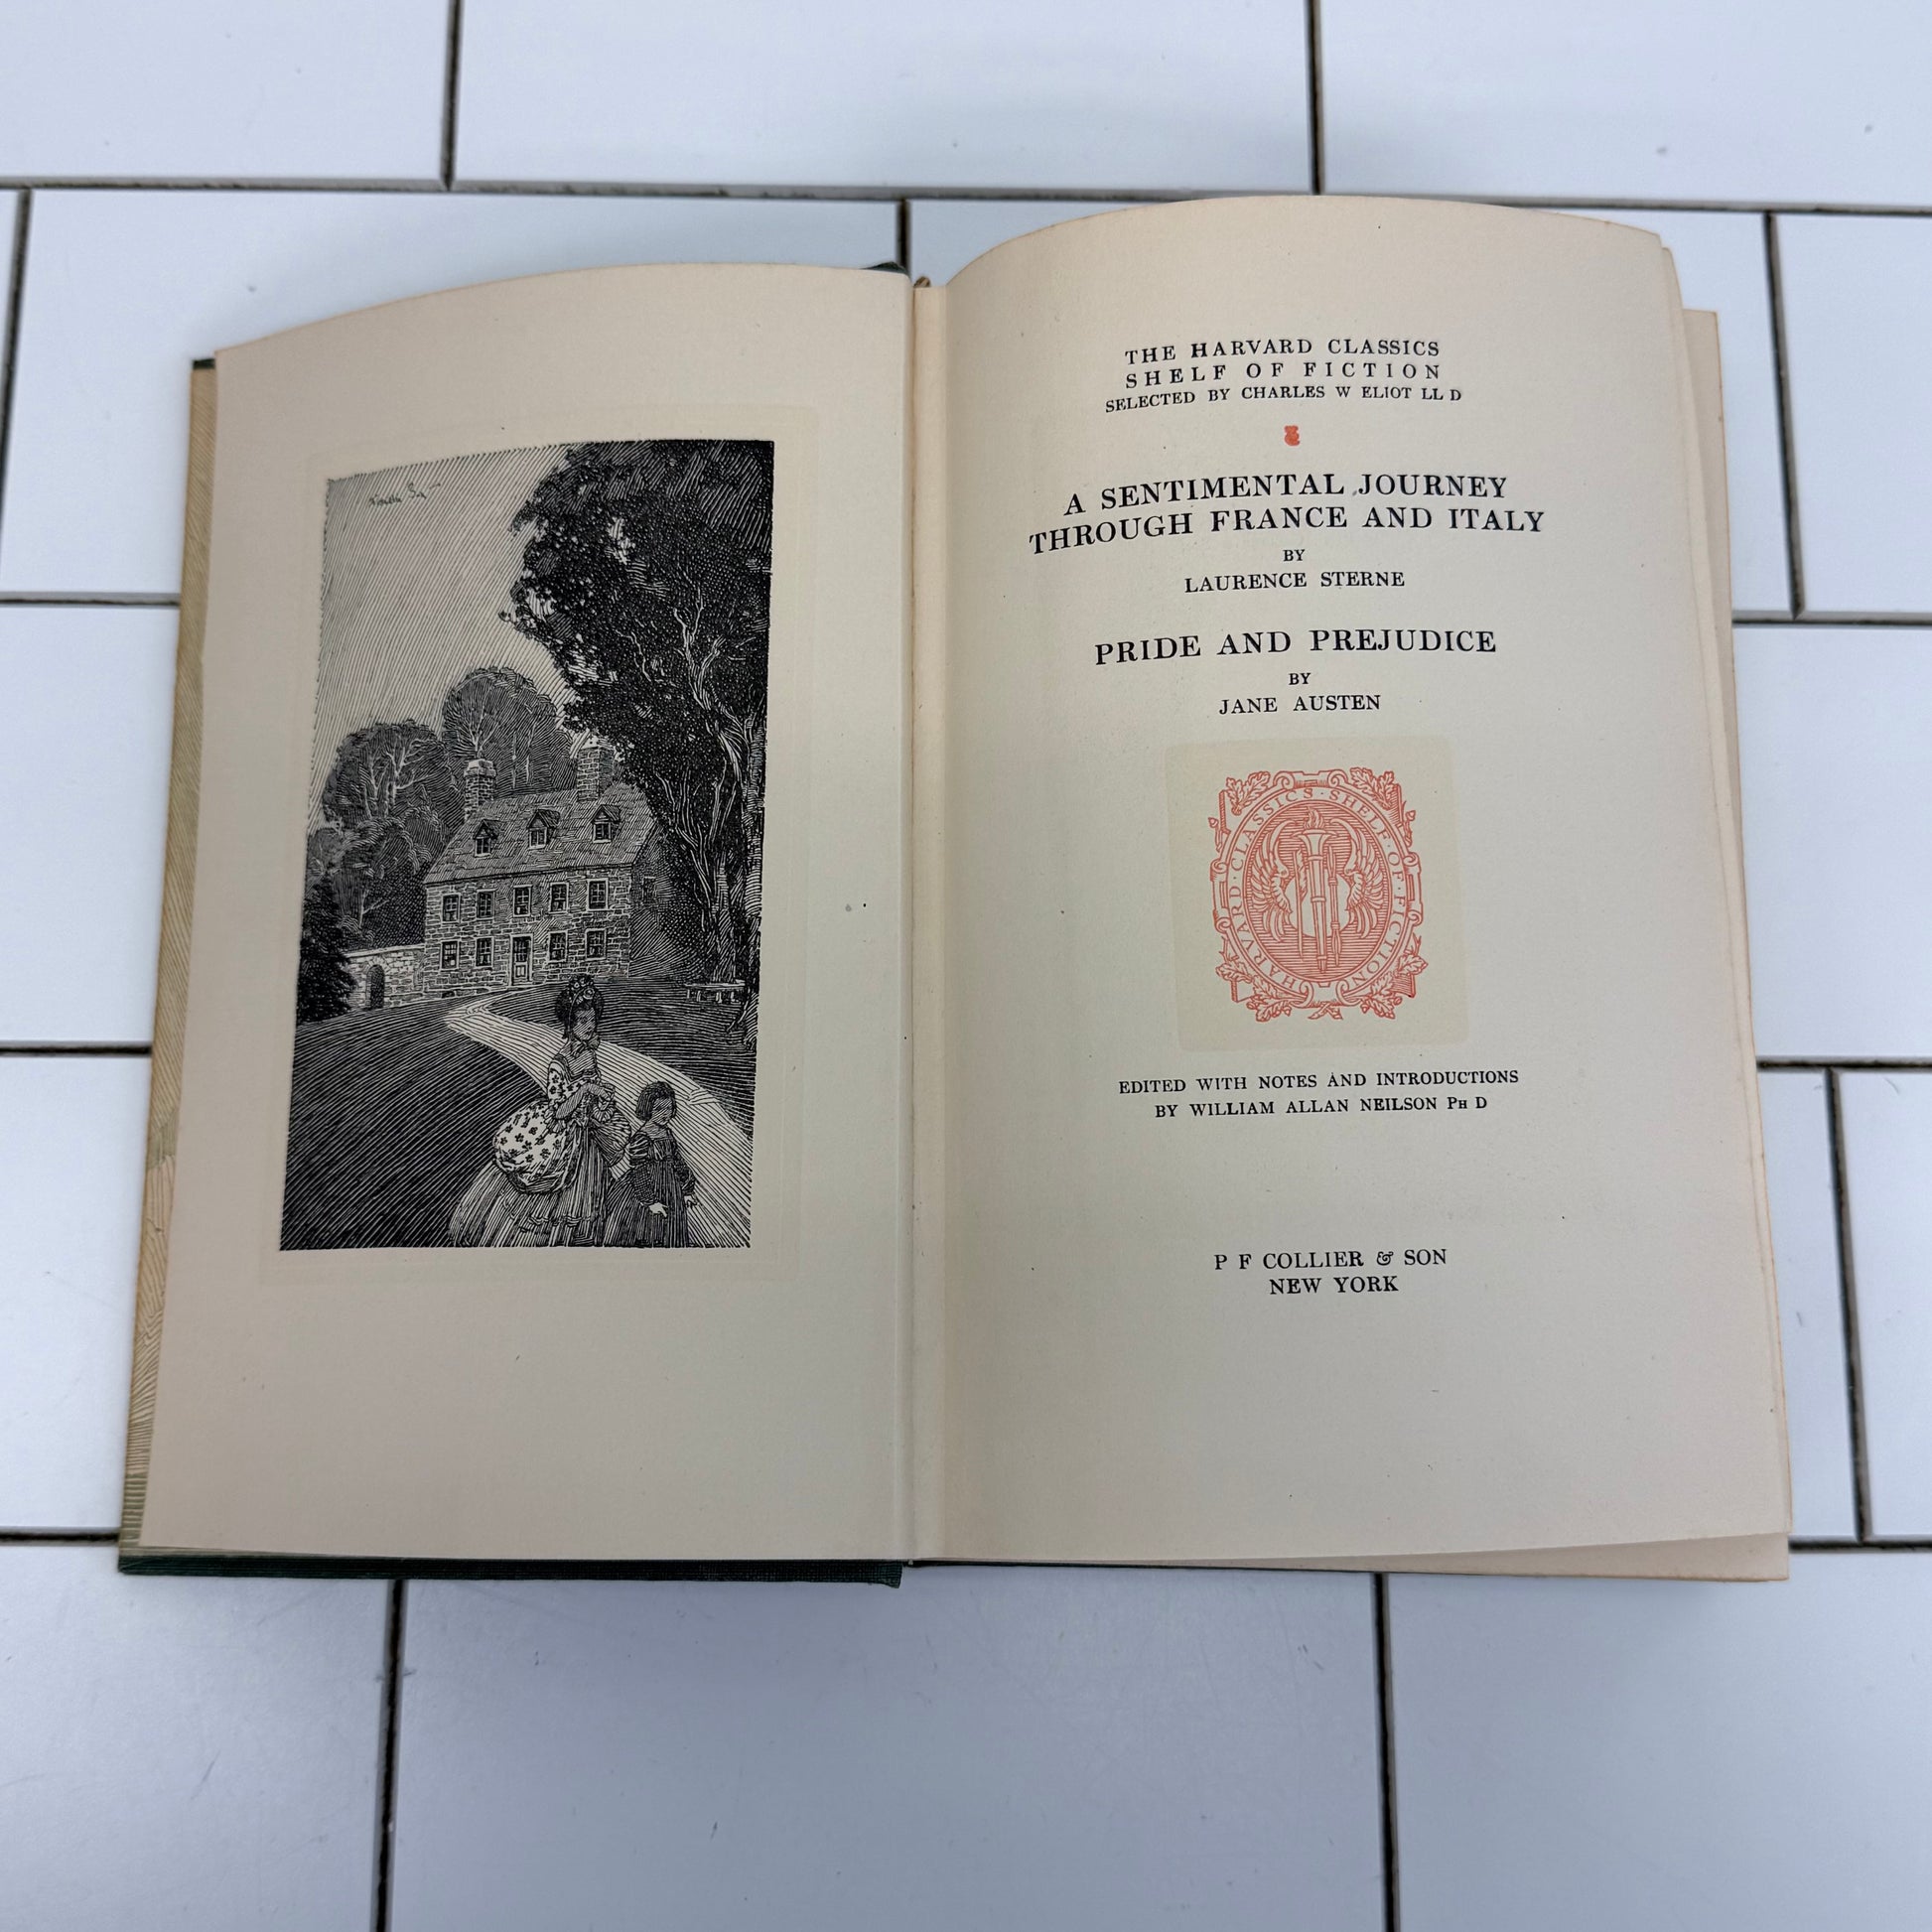 THE HARVARD CLASSICS
SHELF OF FICTION
SELECTED BY CHARLES W ELIOT LL D
A SENTIMENTAL JOURNEY
THROUGH FRANCE AND ITALY
BY
LAURENCE STERNE
PRIDE AND PREJUDICE
BY
JANE AUSTEN
HARVARD·CLASSICS·SHELF·OF·FICTION
EDITED WITH NOTES AND INTRODUCTIONS
BY WILLIAM ALLAN NEILSON PH D
P F COLLIER & SON
NEW YORK